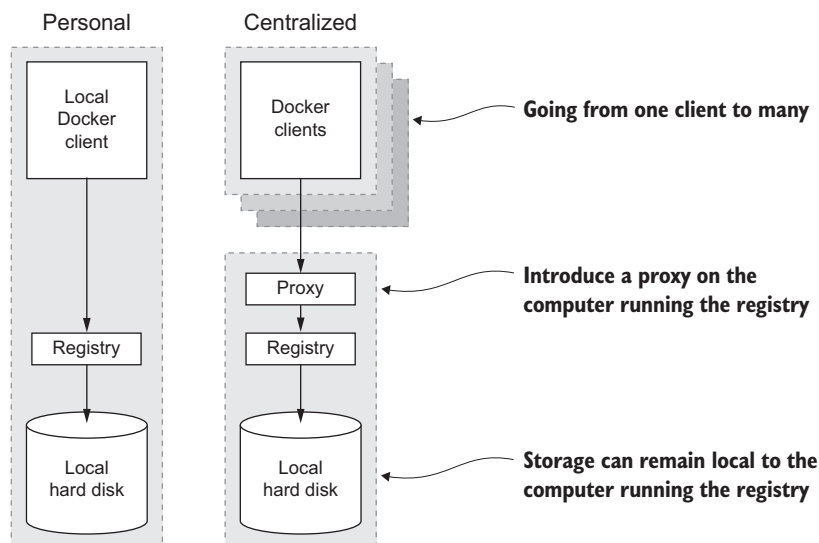 Personal
Centralized
Local
Docker
client
Docker
clients
Going from one client to many
Proxy
Introduce a proxy on the
computer running the registry
Registry
Registry
Local
hard disk
Local
hard disk
Storage can remain local to the
computer running the registry